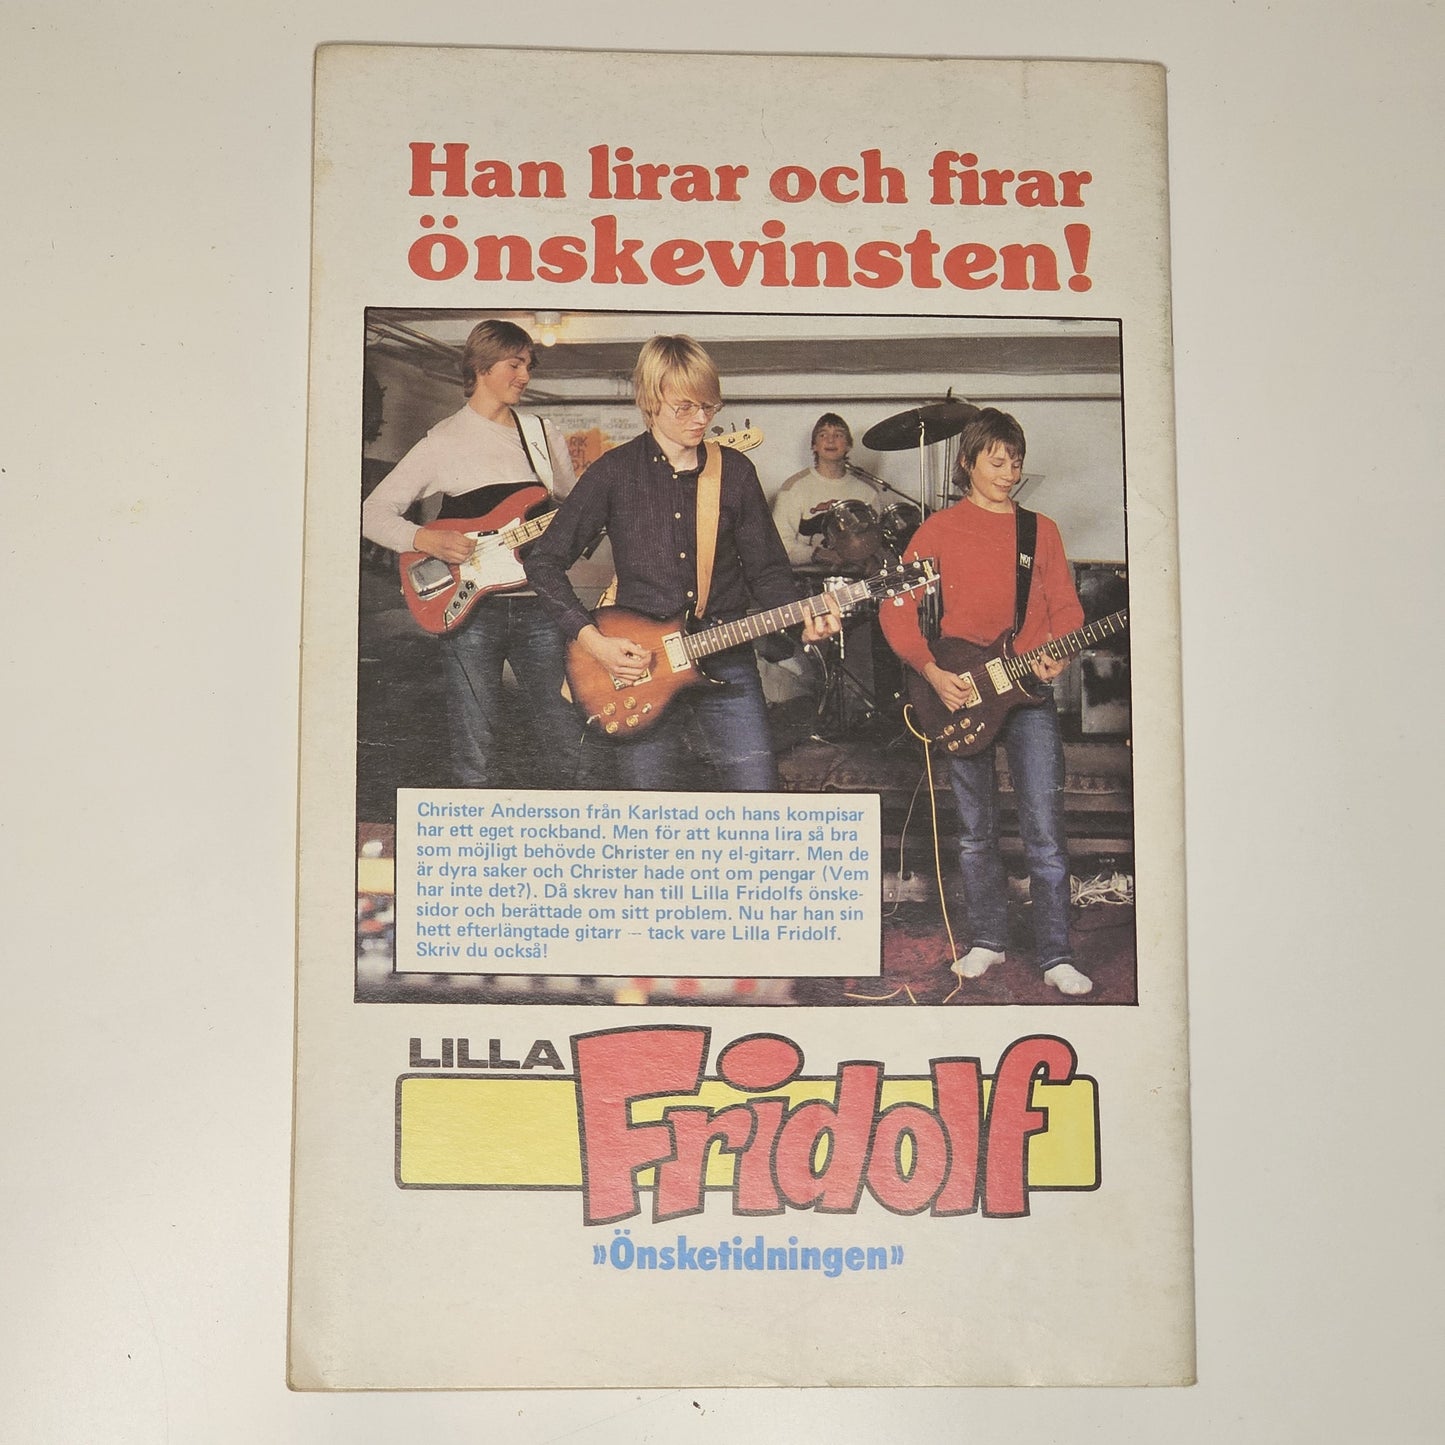 Han lirar och firar
önskevinsten!
Christer Andersson från Karlstad och hans kompisar
har ett eget rockband. Men för att kunna lira så bra
som möjligt behövde Christer en ny el-gitarr. Men de
är dyra saker och Christer hade ont om pengar (Vem
har inte det?). Då skrev han till Lilla Fridolfs önske-
sidor och berättade om sitt problem. Nu har han sin
hett efterlängtade gitarr — tack vare Lilla Fridolf.
Skriv du också!
LILLA
Fridolf
»Önsketidningen»